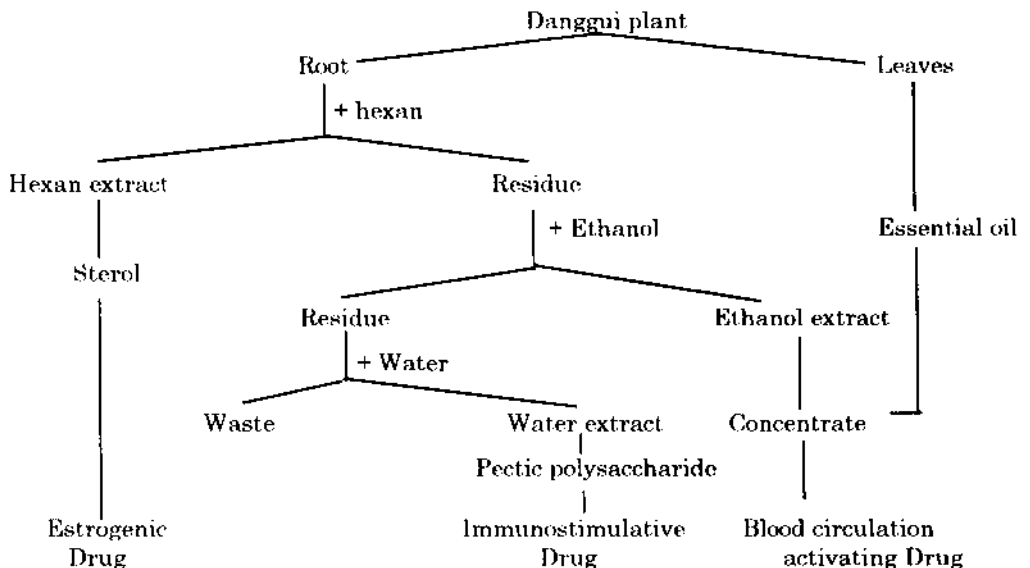 Danggui plant
Root
Leaves
+ hexan
Hexan extract
Residue
+ Ethanol
Essential oil
Sterol
Residue
Ethanol extract
+ Water
Waste
Water extract
Concentrate
Pectic polysaccharide
Estrogenic
Drug
Immunostimulative
Drug
Blood circulation
activating Drug